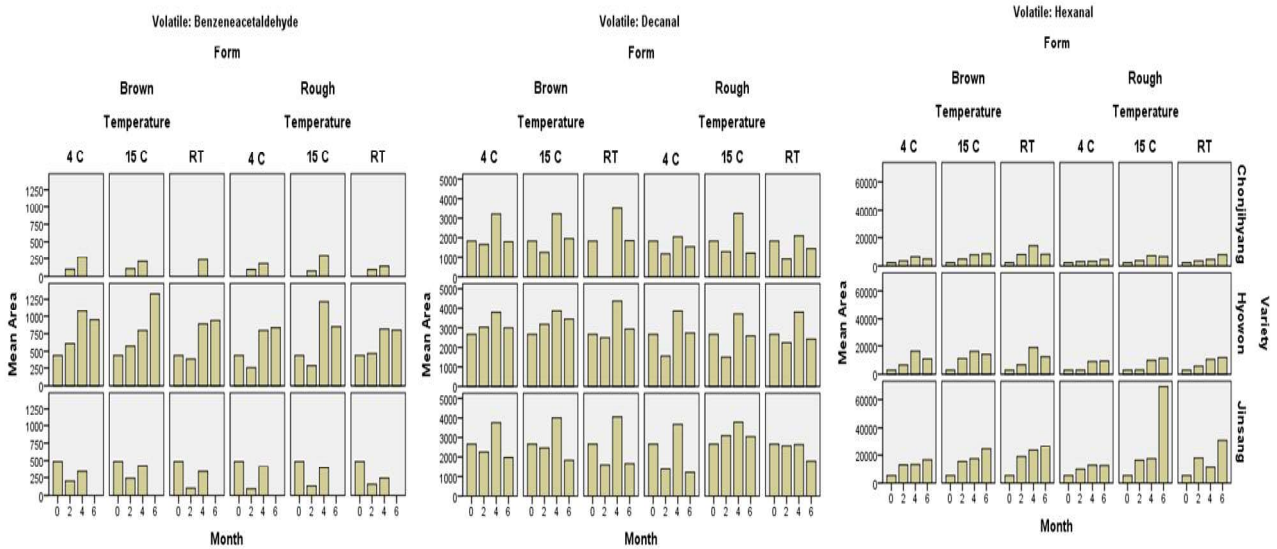 Volatile: Benzeneacetaldehyde
Form
Brown Rough
Temperature Temperature
4 C 15 C RT 4 C 15 C RT
1250
1000
750
500
250
0
1250
1000
750
500
250
0
1250
1000
750
500
250
0
Mean Area
0 2 4 6 0 2 4 6 0 2 4 6 0 2 4 6 0 2 4 6 0 2 4 6
Month
Volatile: Decanal
Form
Brown Rough
Temperature Temperature
4 C 15 C RT 4 C 15 C RT
5000
4000
3000
2000
1000
0
5000
4000
3000
2000
1000
0
5000
4000
3000
2000
1000
0
Mean Area
0 2 4 6 0 2 4 6 0 2 4 6 0 2 4 6 0 2 4 6 0 2 4 6
Month
Volatile: Hexanal
Form
Brown Rough
Temperature Temperature
4 C 15 C RT 4 C 15 C RT
60000
40000
20000
0
60000
40000
20000
0
60000
40000
20000
0
Mean Area
0 2 4 6 0 2 4 6 0 2 4 6 0 2 4 6 0 2 4 6 0 2 4 6
Month
Chonjihyang
Hyowon
Jinsang
Variety